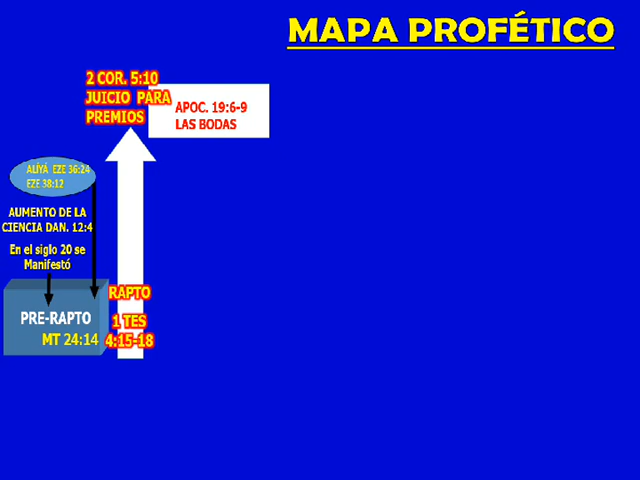 MAPA PROFÉTICO
2 COR. 5:10
JUICIO PARA
PREMIOS
APOC. 19:6-9
LAS BODAS
ALÍYÁ EZE 36:24
EZE 38:12
AUMENTO DE LA
CIENCIA DAN. 12:4
En el siglo 20 se
Manifestó
PRE-RAPTO
MT 24:14
RAPTO
1 TES
4:15-18